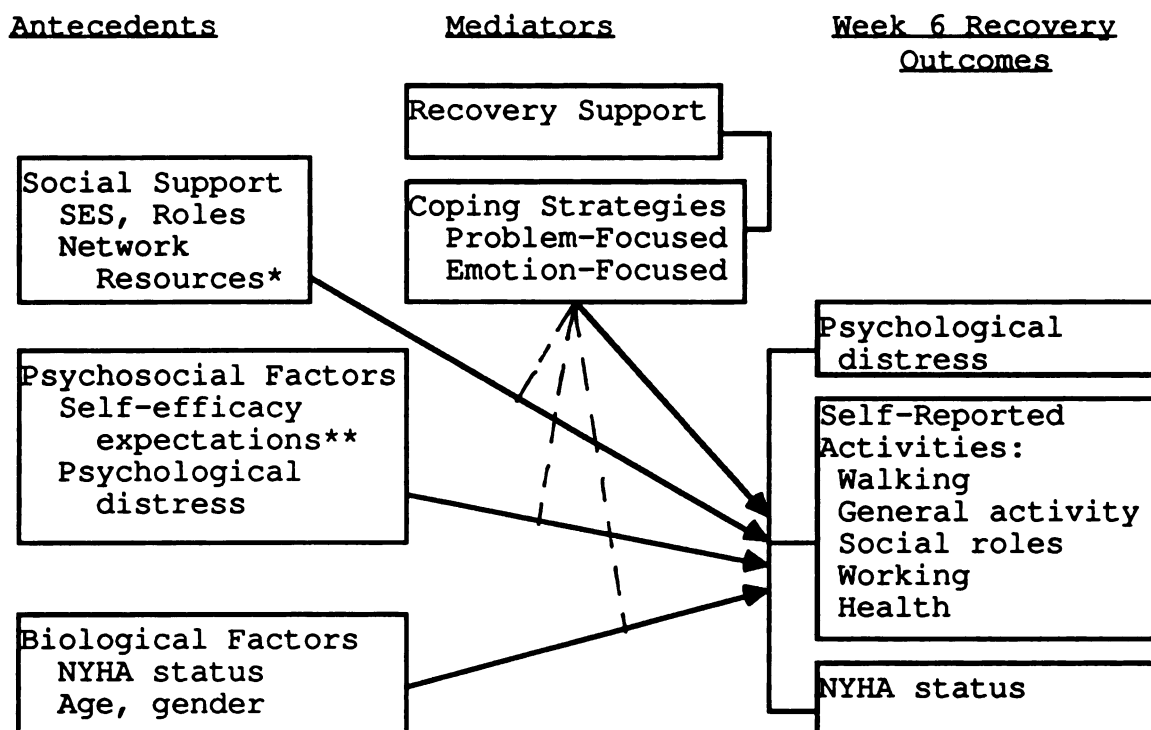 Antecedents
Mediators
Week 6 Recovery
Outcomes
Recovery Support
Social Support
SES, Roles
Network
Resources*
Coping Strategies
Problem-Focused
Emotion-Focused
Psychosocial Factors
Self-efficacy
expectations**
Psychological
distress
Biological Factors
NYHA status
Age, gender
Psychological
distress
Self-Reported
Activities:
Walking
General activity
Social roles
Working
Health
NYHA status